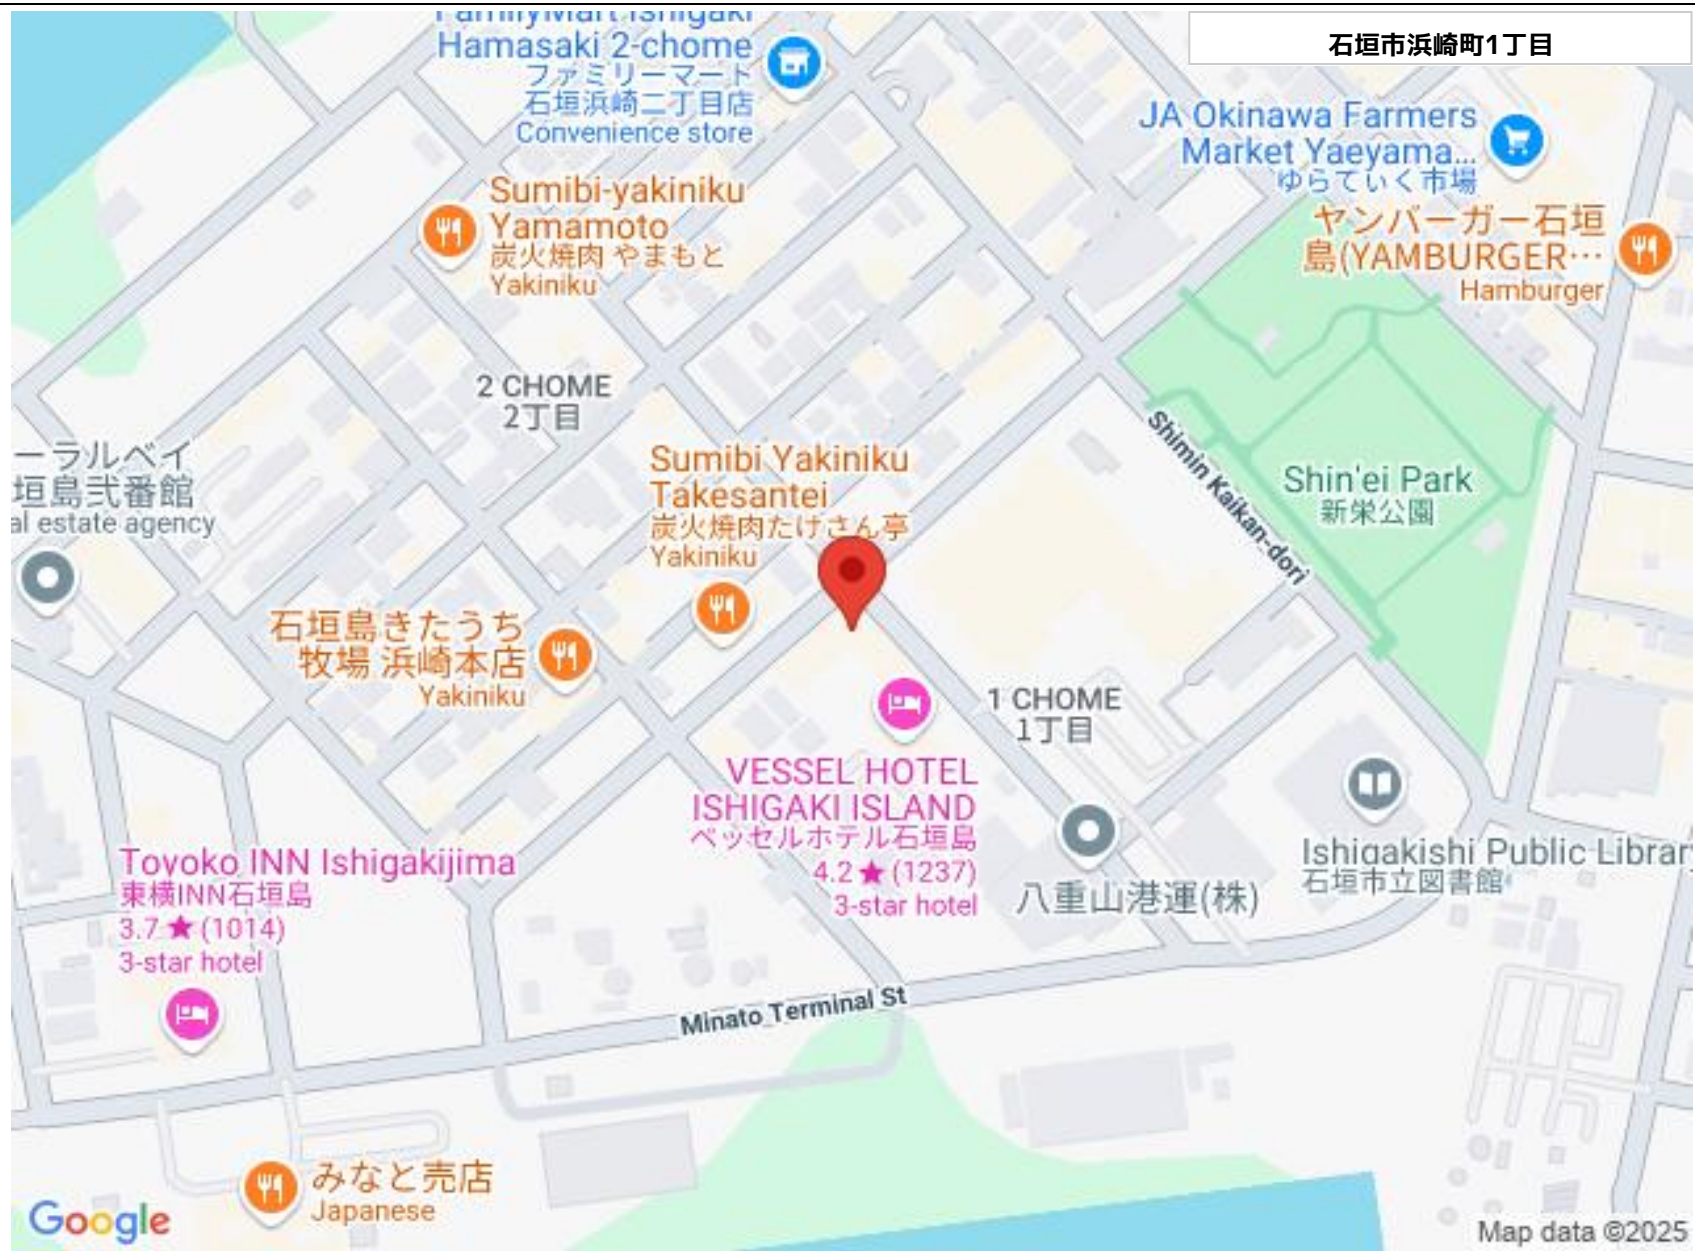 FamilyMart Ishigaki
Hamasaki 2-chome
ファミリーマート
石垣浜崎二丁目店
Convenience store
石垣市浜崎町1丁目
JA Okinawa Farmers
Market Yaeyama...
ゆらていく市場
Sumibi-yakiniku
Yamamoto
炭火焼肉 やまもと
Yakiniku
ヤンバーガー石垣
島(YAMBURGER…
Hamburger
2 CHOME
2丁目
ーラルベイ
垣島弐番館
al estate agency
Sumibi Yakiniku
Takesantei
炭火焼肉たけさん亭
Yakiniku
Shimin Kaikan-dori
Shin'ei Park
新栄公園
石垣島きたうち
牧場 浜崎本店
Yakiniku
1 CHOME
1丁目
VESSEL HOTEL
ISHIGAKI ISLAND
ベッセルホテル石垣島
4.2★(1237)
3-star hotel
八重山港運(株)
Ishigakishi Public Librar
石垣市立図書館
Toyoko INN Ishigakijima
東横INN石垣島
3.7★(1014)
3-star hotel
Minato Terminal St
みなと売店
Japanese
Google
Map data ©2025